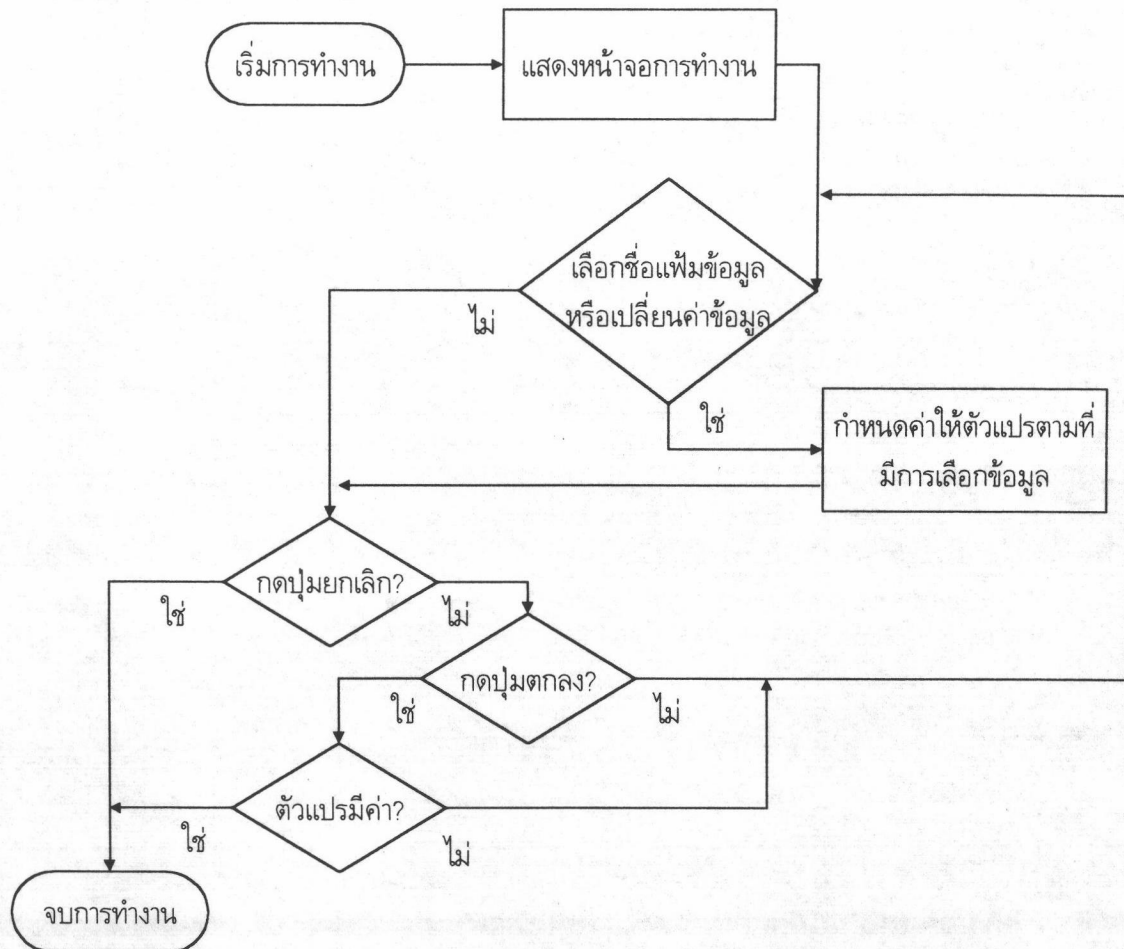 เริ่มการทำงาน
แสดงหน้าจอการทำงาน
เลือกชื่อแฟ้มข้อมูล
หรือเปลี่ยนค่าข้อมูล
ไม่
ใช่
กำหนดค่าให้ตัวแปรตามที่
มีการเลือกข้อมูล
กดปุ่มยกเลิก?
ใช่
ไม่
กดปุ่มตกลง?
ใช่
ไม่
ตัวแปรมีค่า?
ใช่
ไม่
จบการทำงาน